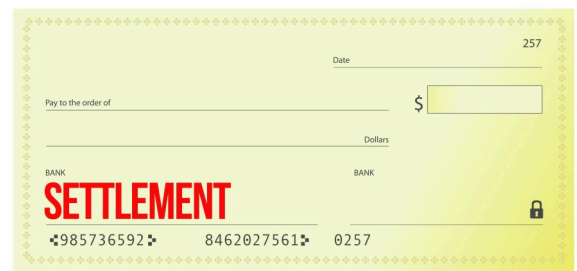 257
Date
Pay to the order of
$
Dollars
BANK BANK
SETTLEMENT
⑆985736592⑆ 8462027561⑆ 0257